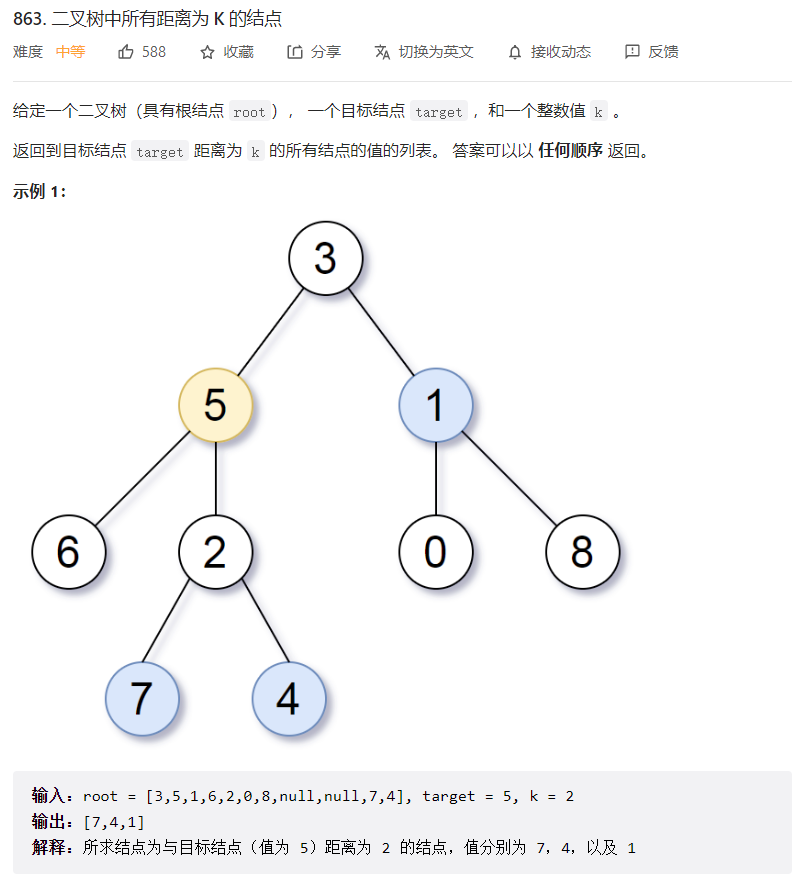 863. 二叉树中所有距离为 K 的结点
难度 中等 588 收藏 分享 切换为英文 接收动态 反馈
给定一个二叉树（具有根结点 root）， 一个目标结点 target ，和一个整数值 k 。
返回到目标结点 target 距离为 k 的所有结点的值的列表。 答案可以以 任何顺序 返回。
示例 1：
3
5 1
6 2 0 8
7 4
输入：root = [3,5,1,6,2,0,8,null,null,7,4], target = 5, k = 2
输出：[7,4,1]
解释：所求结点为与目标结点（值为 5）距离为 2 的结点，值分别为 7，4，以及 1